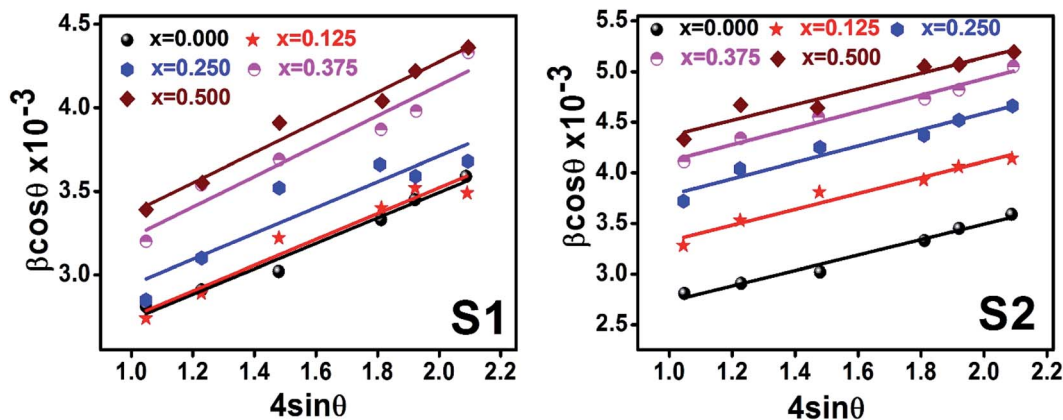 4.5
4.0
3.5
3.0
βcosθ x10⁻³
x=0.000 x=0.125
x=0.250 x=0.375
x=0.500
S1
1.0 1.2 1.4 1.6 1.8 2.0 2.2
4sinθ
5.5
5.0
4.5
4.0
3.5
3.0
2.5
βcosθ x10⁻³
x=0.000 x=0.125 x=0.250
x=0.375 x=0.500
S2
1.0 1.2 1.4 1.6 1.8 2.0 2.2
4sinθ